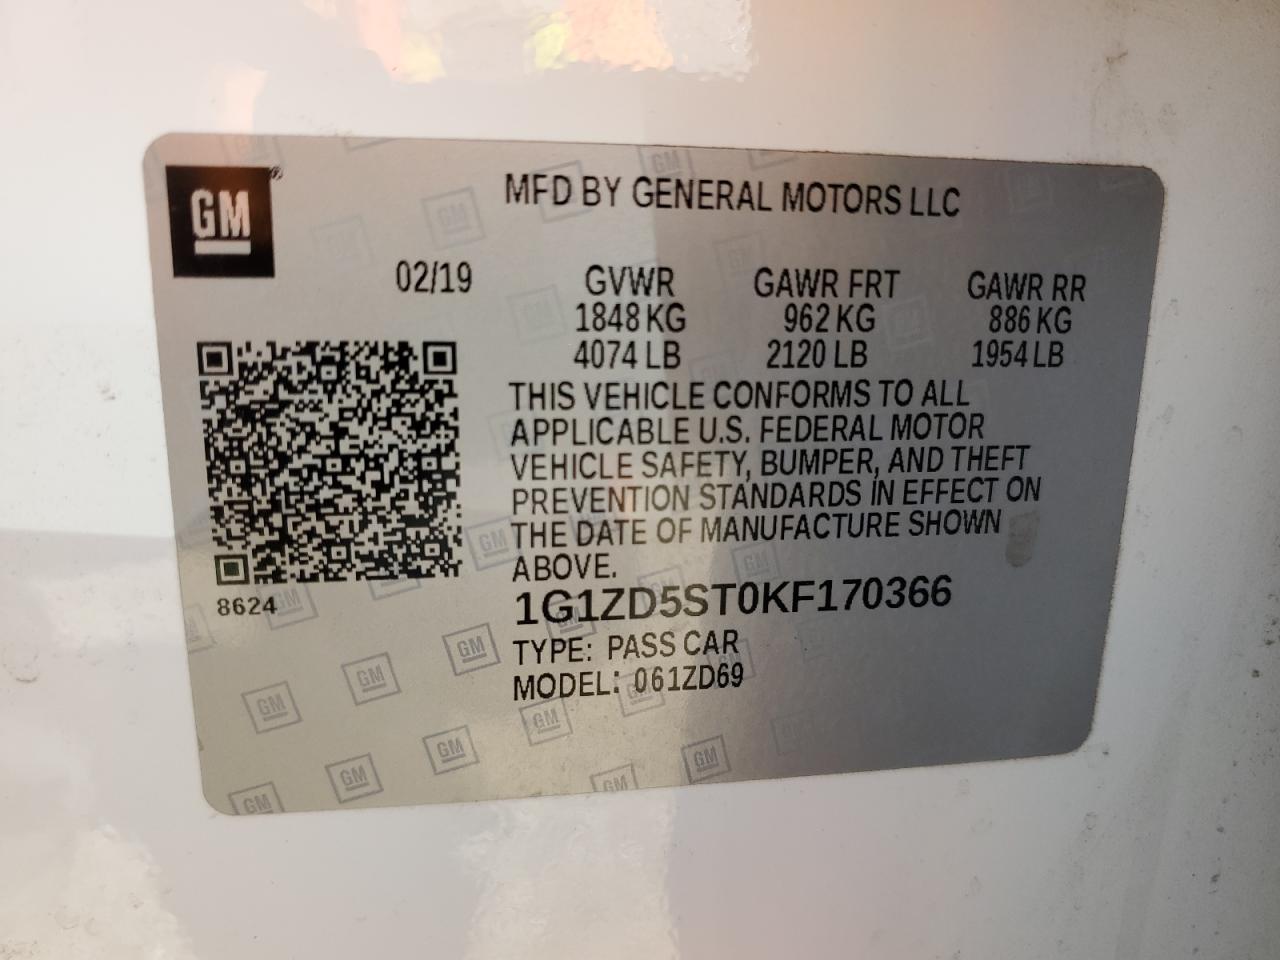 GM®
MFD BY GENERAL MOTORS LLC
02/19 GVWR GAWR FRT GAWR RR
1848 KG 962 KG 886 KG
4074 LB 2120 LB 1954 LB
THIS VEHICLE CONFORMS TO ALL
APPLICABLE U.S. FEDERAL MOTOR
VEHICLE SAFETY, BUMPER, AND THEFT
PREVENTION STANDARDS IN EFFECT ON
THE DATE OF MANUFACTURE SHOWN
ABOVE.
8624
1G1ZD5ST0KF170366
TYPE: PASS CAR
MODEL: 061ZD69